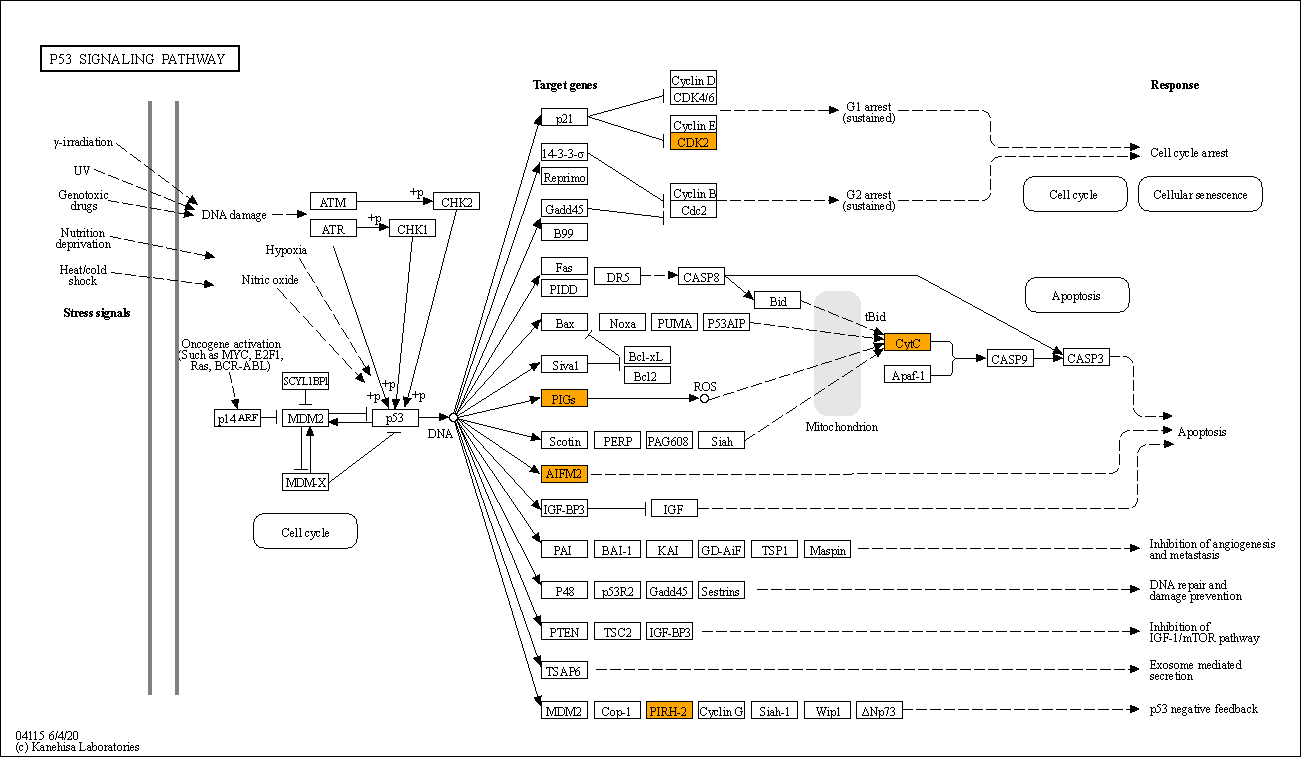 P53 SIGNALING PATHWAY
Target genes
Response
γ-irradiation
UV
Genotoxic
drugs
Nutrition
deprivation
Heat/cold
shock
Stress signals
DNA damage
ATM
+p
CHK2
ATR
+p
CHK1
Hypoxia
Nitric oxide
Oncogene activation
(Such as MYC, E2F1,
Ras, BCR-ABL)
SCYL1BP1
p14ARF
MDM2
+p
+p
+p
p53
DNA
MDM-X
Cell cycle
p21
Cyclin D
CDK4/6
Cyclin E
CDK2
G1 arrest
(sustained)
14-3-3-σ
Reprimo
Cyclin B
Cdc2
G2 arrest
(sustained)
Gadd45
B99
Cell cycle arrest
Cell cycle
Cellular senescence
Fas
PIDD
DR5
CASP8
Bid
tBid
Apoptosis
Bax
Noxa
PUMA
P53AIP
CytC
Siva1
Bcl-xL
Bcl2
Apaf-1
CASP9
CASP3
PIGs
ROS
Mitochondrion
Scotin
PERP
PAG608
Siah
Apoptosis
AIFM2
IGF-BP3
IGF
PAI
BAI-1
KAI
GD-AiF
TSP1
Maspin
Inhibition of angiogenesis
and metastasis
P48
p53R2
Gadd45
Sestrins
DNA repair and
damage prevention
PTEN
TSC2
IGF-BP3
Inhibition of
IGF-1/mTOR pathway
TSAP6
Exosome mediated
secretion
MDM2
Cop-1
PIRH-2
Cyclin G
Siah-1
Wip1
ΔNp73
p53 negative feedback
04115 6/4/20
(c) Kanehisa Laboratories